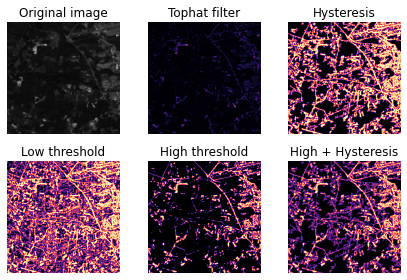 Original image
Tophat filter
Hysteresis
Low threshold
High threshold
High + Hysteresis